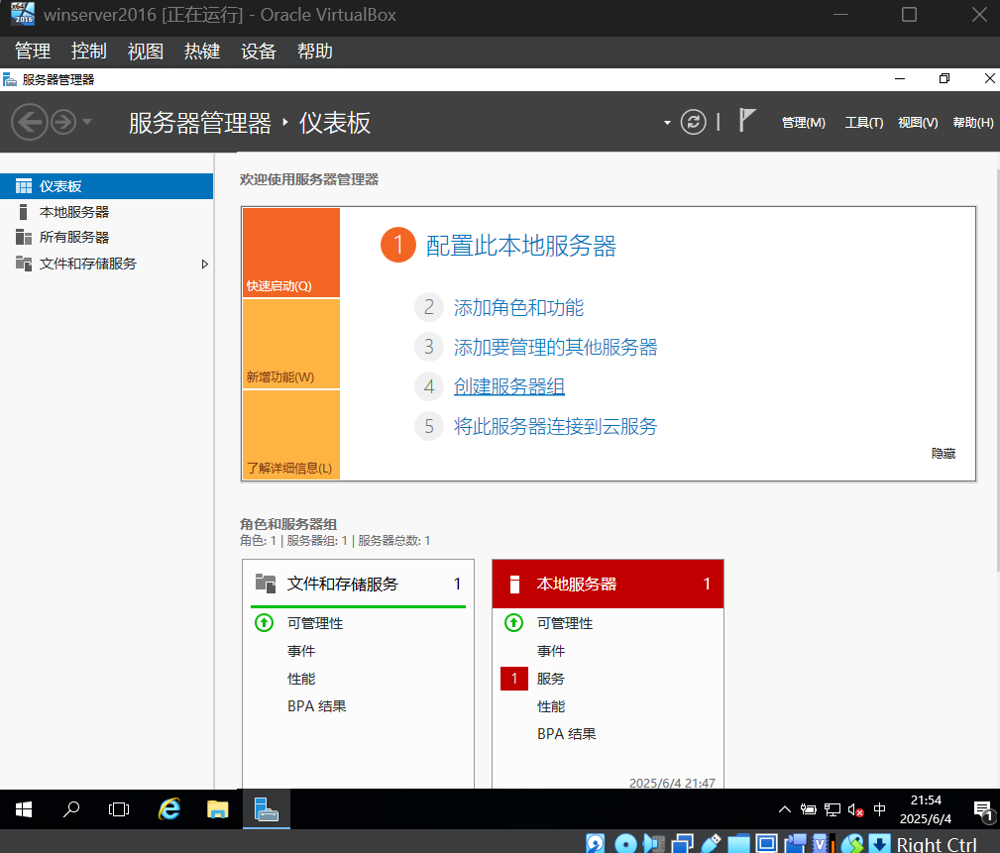 winserver2016 [正在运行] - Oracle VirtualBox
管理 控制 视图 热键 设备 帮助
服务器管理器
服务器管理器 仪表板
管理(M) 工具(T) 视图(V) 帮助(H)
仪表板
本地服务器
所有服务器
文件和存储服务
欢迎使用服务器管理器
快速启动(Q)
新增功能(W)
了解详细信息(L)
1 配置此本地服务器
2 添加角色和功能
3 添加要管理的其他服务器
4 创建服务器组
5 将此服务器连接到云服务
隐藏
角色和服务器组
角色: 1 | 服务器组: 1 | 服务器总数: 1
文件和存储服务 1
可管理性
事件
性能
BPA 结果
本地服务器 1
可管理性
事件
1 服务
性能
BPA 结果
2025/6/4 21:47
中
21:54
2025/6/4
1
Right Ctrl